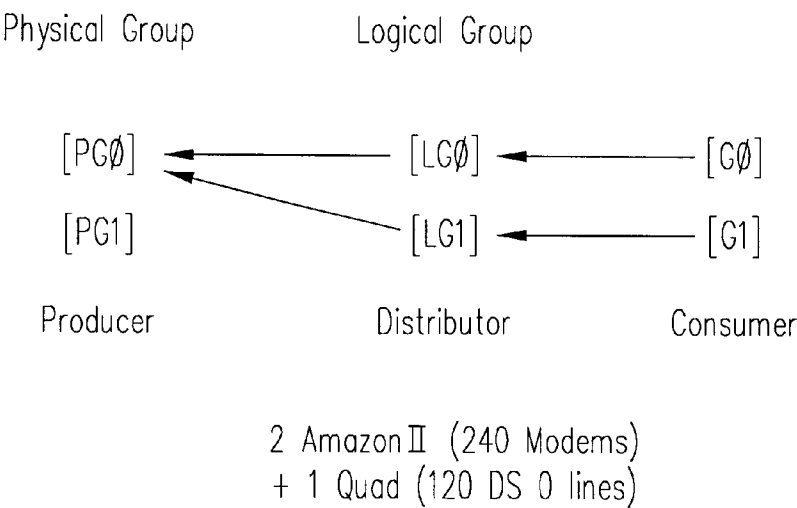 Physical Group Logical Group
[PGØ] [LGØ] [GØ]
[PG1] [LG1] [G1]
Producer Distributor Consumer
2 Amazon II (240 Modems)
+ 1 Quad (120 DS 0 lines)